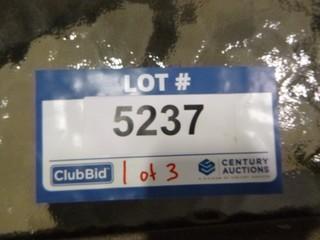 LOT #
5237
ClubBid
1 of 3
CENTURY
AUCTIONS